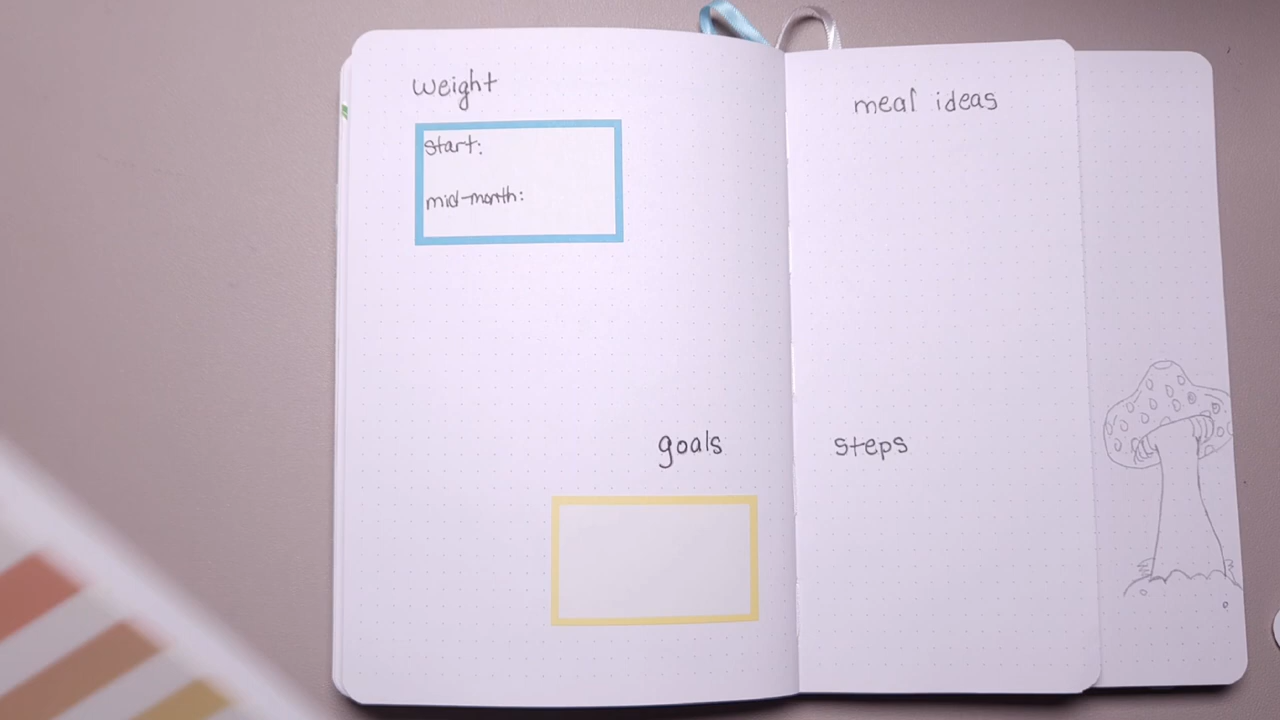 weight
start:
mid-month:
goals
meal ideas
steps